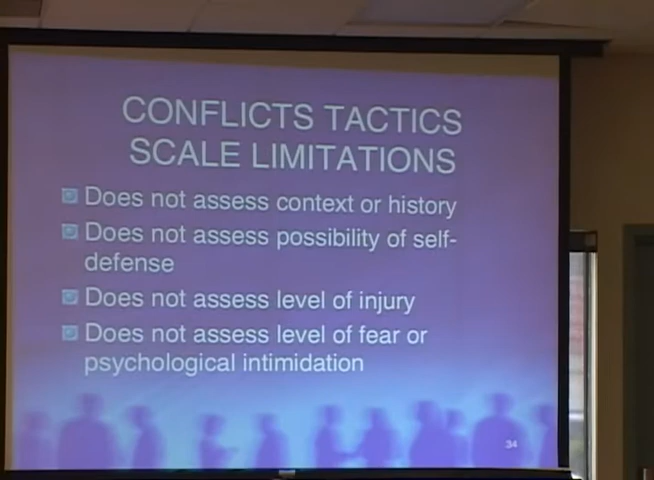 CONFLICTS TACTICS
SCALE LIMITATIONS
Does not assess context or history
Does not assess possibility of self-
defense
Does not assess level of injury
Does not assess level of fear or
psychological intimidation
34